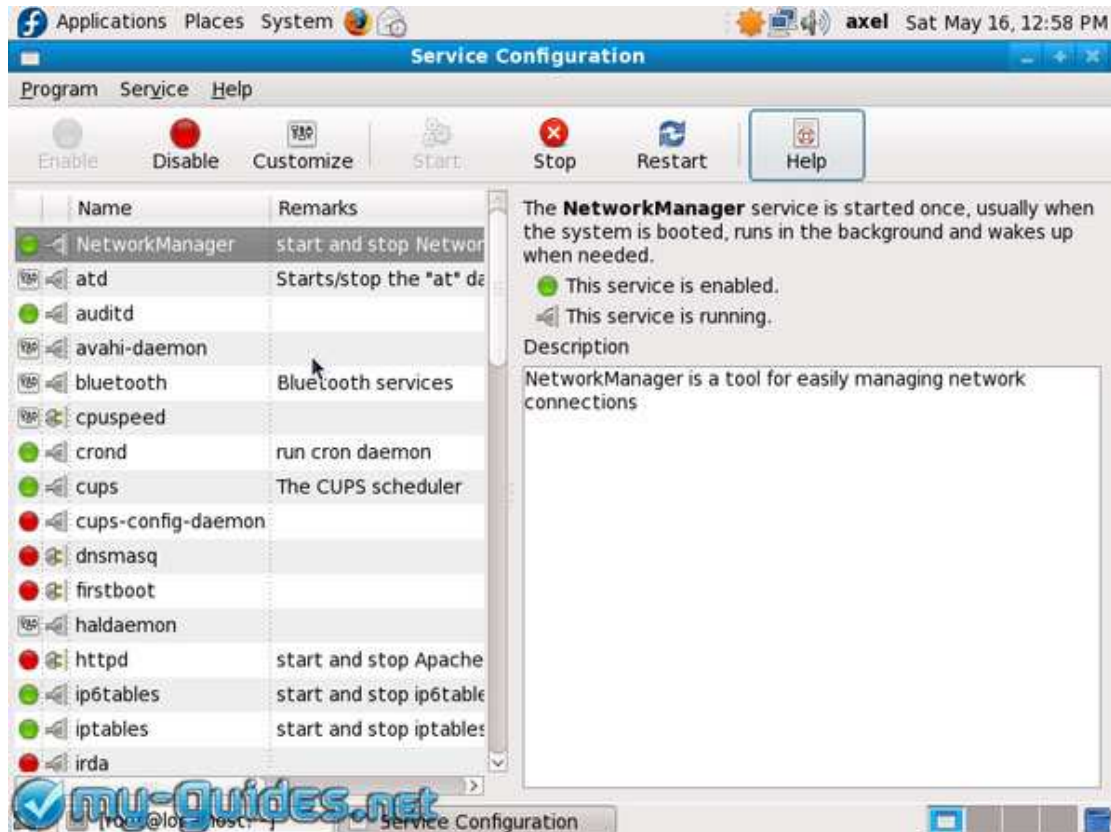 Applications Places System axel Sat May 16, 12:58 PM
Service Configuration
Program Service Help
Enable Disable Customize Start Stop Restart Help
Name Remarks
NetworkManager start and stop Networ
atd Starts/stop the "at" da
auditd
avahi-daemon
bluetooth Bluetooth services
cpuspeed
crond run cron daemon
cups The CUPS scheduler
cups-config-daemon
dnsmasq
firstboot
haldaemon
httpd start and stop Apache
ip6tables start and stop ip6table
iptables start and stop iptables
irda
The NetworkManager service is started once, usually when
the system is booted, runs in the background and wakes up
when needed.
This service is enabled.
This service is running.
Description
NetworkManager is a tool for easily managing network
connections
my-guides.net
Service Configuration